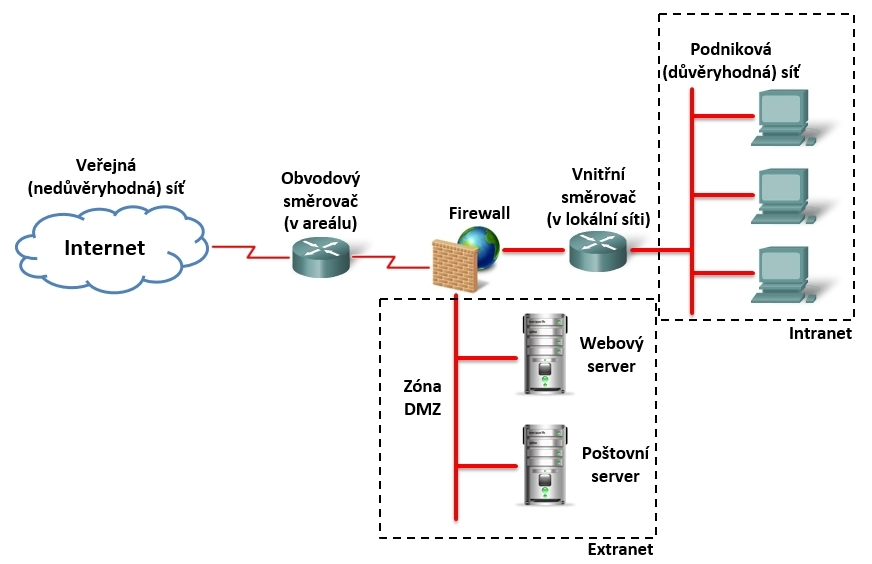 Veřejná
(nedůvěryhodná) síť
Internet
Obvodový
směrovač
(v areálu)
Firewall
Vnitřní
směrovač
(v lokální síti)
Podniková
(důvěryhodná) síť
Intranet
Zóna
DMZ
Webový
server
Poštovní
server
Extranet